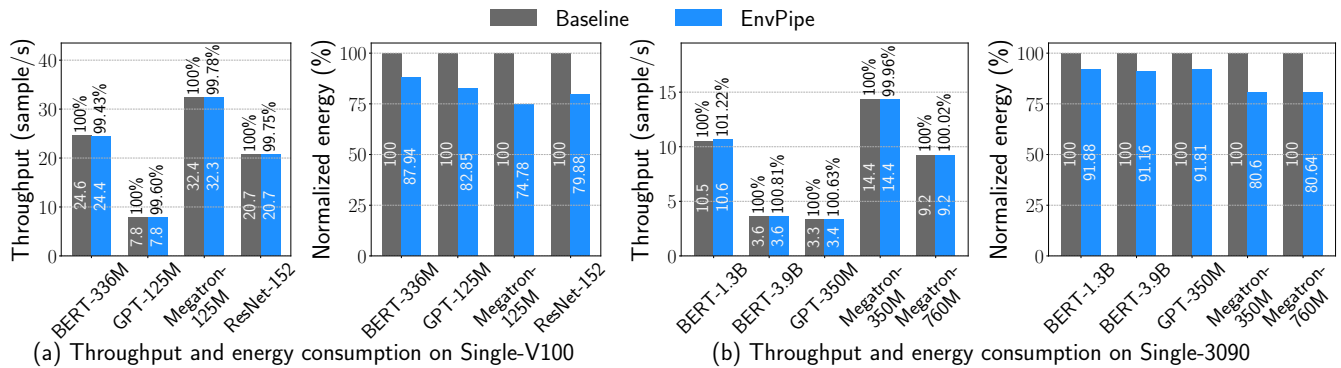 Baseline
EnvPipe
Throughput (sample/s)
40
30
20
10
0
100%
99.43%
100%
99.60%
100%
99.78%
100%
99.75%
24.6
24.4
7.8
7.8
32.4
32.3
20.7
20.7
BERT-336M
GPT-125M
Megatron-
125M
ResNet-152
Normalized energy (%)
100
75
50
25
0
100
87.94
100
82.85
100
74.78
100
79.88
BERT-336M
GPT-125M
Megatron-
125M
ResNet-152
(a) Throughput and energy consumption on Single-V100
Throughput (sample/s)
15
10
5
0
100%
101.22%
100%
100.81%
100%
100.63%
100%
99.96%
100%
100.02%
10.5
10.6
3.6
3.6
3.3
3.4
14.4
14.4
9.2
9.2
BERT-1.3B
BERT-3.9B
GPT-350M
Megatron-
350M
Megatron-
760M
Normalized energy (%)
100
75
50
25
0
100
91.88
100
91.16
100
91.81
100
80.6
100
80.64
BERT-1.3B
BERT-3.9B
GPT-350M
Megatron-
350M
Megatron-
760M
(b) Throughput and energy consumption on Single-3090